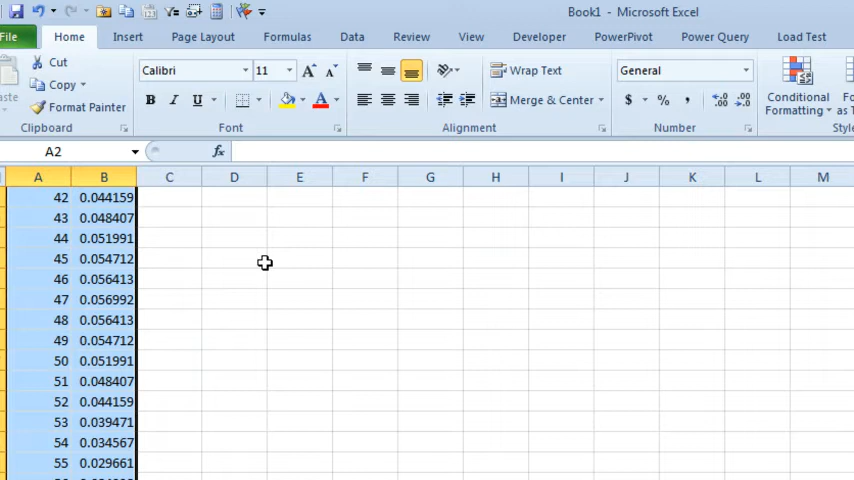 Book1 - Microsoft Excel
File Home Insert Page Layout Formulas Data Review View Developer PowerPivot Power Query Load Test
Cut
Copy
Format Painter
Clipboard
Calibri 11
Font
Wrap Text
Merge & Center
Alignment
General
$ % ,
Number
Conditional
Formatting
A2 fx
A B C D E F G H I J K L M
42 0.044159
43 0.048407
44 0.051991
45 0.054712
46 0.056413
47 0.056992
48 0.056413
49 0.054712
50 0.051991
51 0.048407
52 0.044159
53 0.039471
54 0.034567
55 0.029661